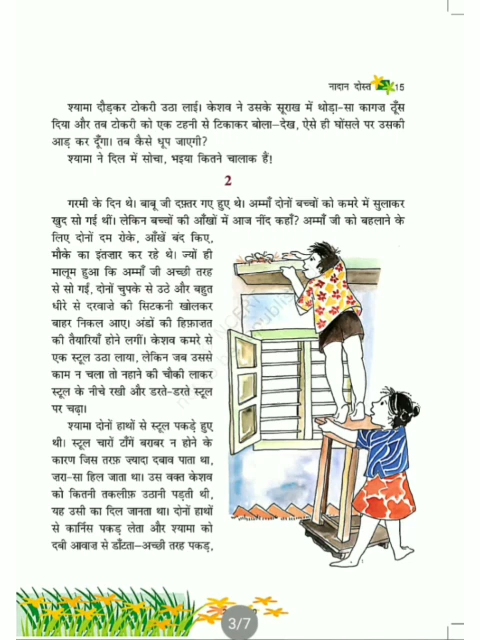 नादान दोस्त 15
श्यामा दौड़कर टोकरी उठा लाई। केशव ने उसके सूराख में थोड़ा-सा कागज़ ठूँस
दिया और तब टोकरी को एक टहनी से टिकाकर बोला–देख, ऐसे ही घोंसले पर उसकी
आड़ कर दूँगा। तब कैसे धूप जाएगी?
श्यामा ने दिल में सोचा, भइया कितने चालाक हैं!
2
गरमी के दिन थे। बाबू जी दफ़्तर गए हुए थे। अम्माँ दोनों बच्चों को कमरे में सुलाकर
खुद सो गई थीं। लेकिन बच्चों की आँखों में आज नींद कहाँ? अम्माँ जी को बहलाने के
लिए दोनों दम रोके, आँखें बंद किए,
मौके का इंतज़ार कर रहे थे। ज्यों ही
मालूम हुआ कि अम्माँ जी अच्छी तरह
से सो गईं, दोनों चुपके से उठे और बहुत
धीरे से दरवाज़े की सिटकनी खोलकर
बाहर निकल आए। अंडों की हिफ़ाज़त
की तैयारियाँ होने लगीं। केशव कमरे से
एक स्टूल उठा लाया, लेकिन जब उससे
काम न चला तो नहाने की चौकी लाकर
स्टूल के नीचे रखी और डरते-डरते स्टूल
पर चढ़ा।
श्यामा दोनों हाथों से स्टूल पकड़े हुए
थी। स्टूल चारों टाँगें बराबर न होने के
कारण जिस तरफ़ ज्यादा दबाव पाता था,
ज़रा-सा हिल जाता था। उस वक्त केशव
को कितनी तकलीफ़ उठानी पड़ती थी,
यह उसी का दिल जानता था। दोनों हाथों
से कार्निस पकड़ लेता और श्यामा को
दबी आवाज़ से डाँटता–अच्छी तरह पकड़,
3/7